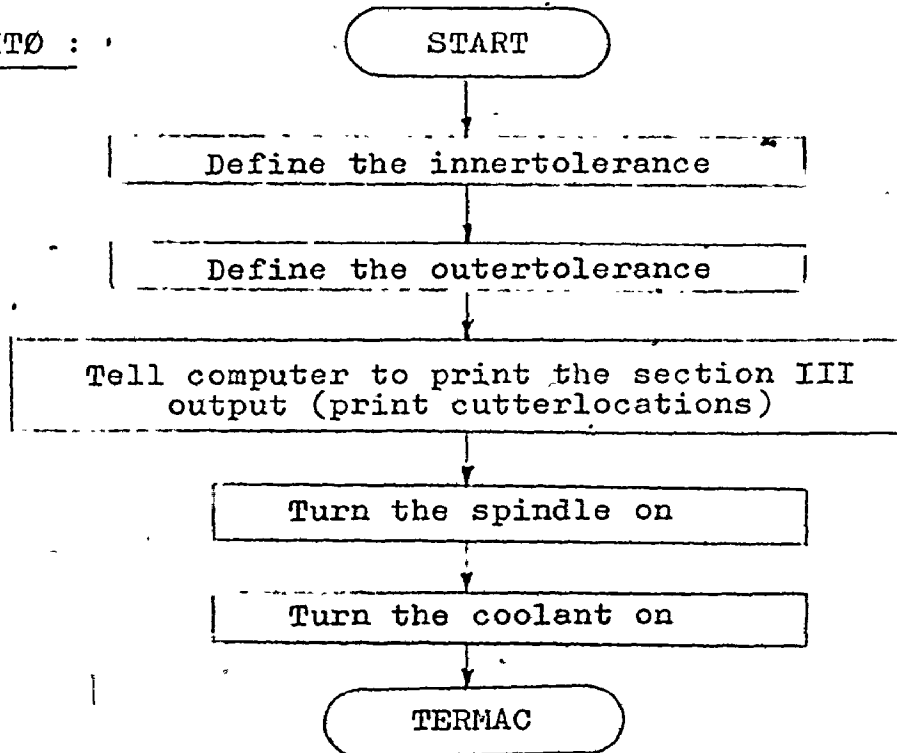 TØ :
START
Define the innertolerance
Define the outertolerance
Tell computer to print the section III
output (print cutterlocations)
Turn the spindle on
Turn the coolant on
TERMAC